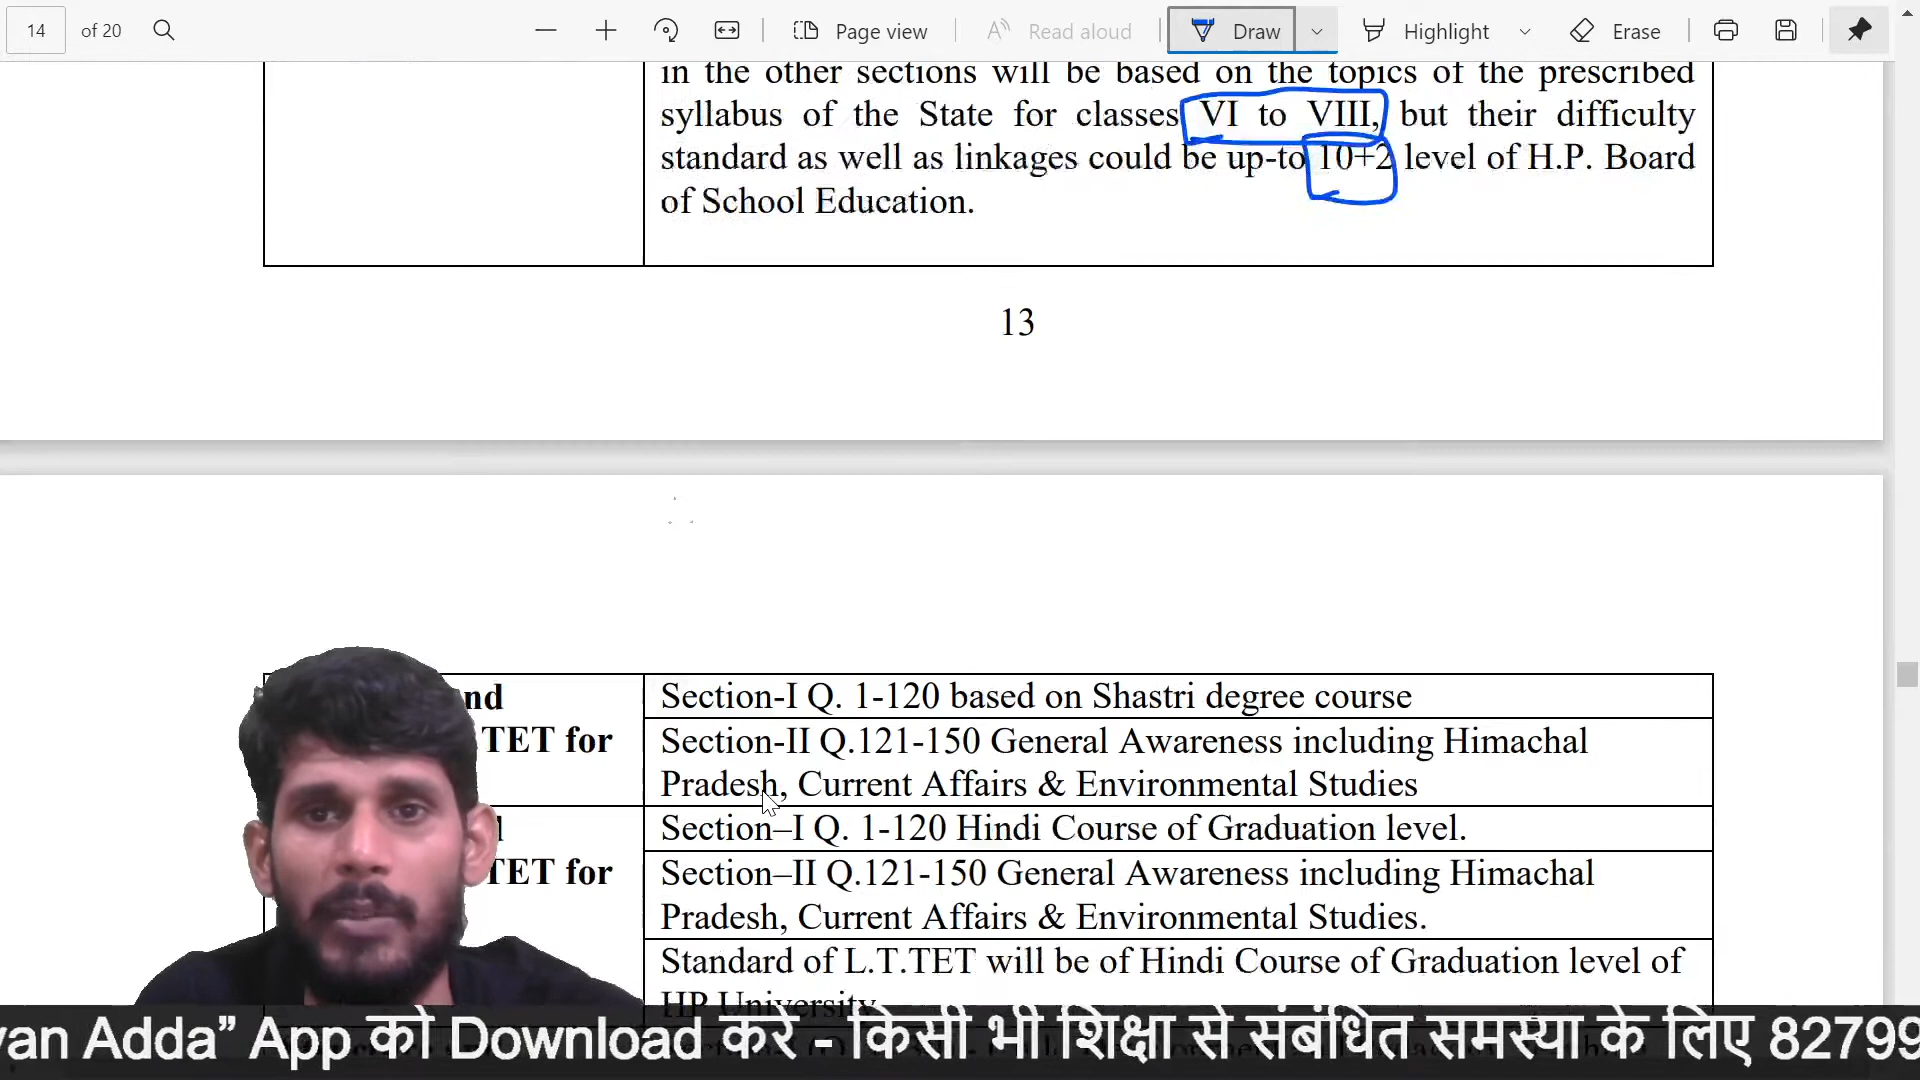 14 of 20 Page view Read aloud Draw Highlight Erase
in the other sections will be based on the topics of the prescribed
syllabus of the State for classes VI to VIII, but their difficulty
standard as well as linkages could be up-to 10+2 level of H.P. Board
of School Education.
13
nd
TET for
Section-I Q. 1-120 based on Shastri degree course
Section-II Q.121-150 General Awareness including Himachal
Pradesh, Current Affairs & Environmental Studies
TET for
Section–I Q. 1-120 Hindi Course of Graduation level.
Section–II Q.121-150 General Awareness including Himachal
Pradesh, Current Affairs & Environmental Studies.
Standard of L.T.TET will be of Hindi Course of Graduation level of
HP University
yan Adda” App को Download करे - किसी भी शिक्षा से संबंधित समस्या के लिए 82799